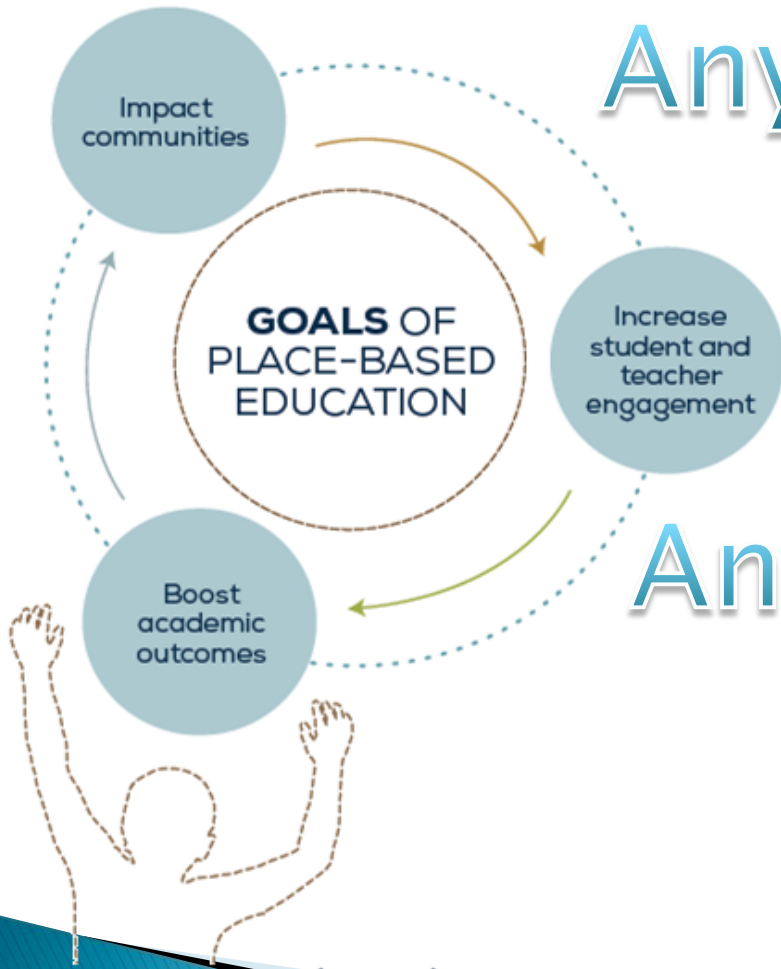 Impact
communities
GOALS OF
PLACE-BASED
EDUCATION
Increase
student and
teacher
engagement
Boost
academic
outcomes